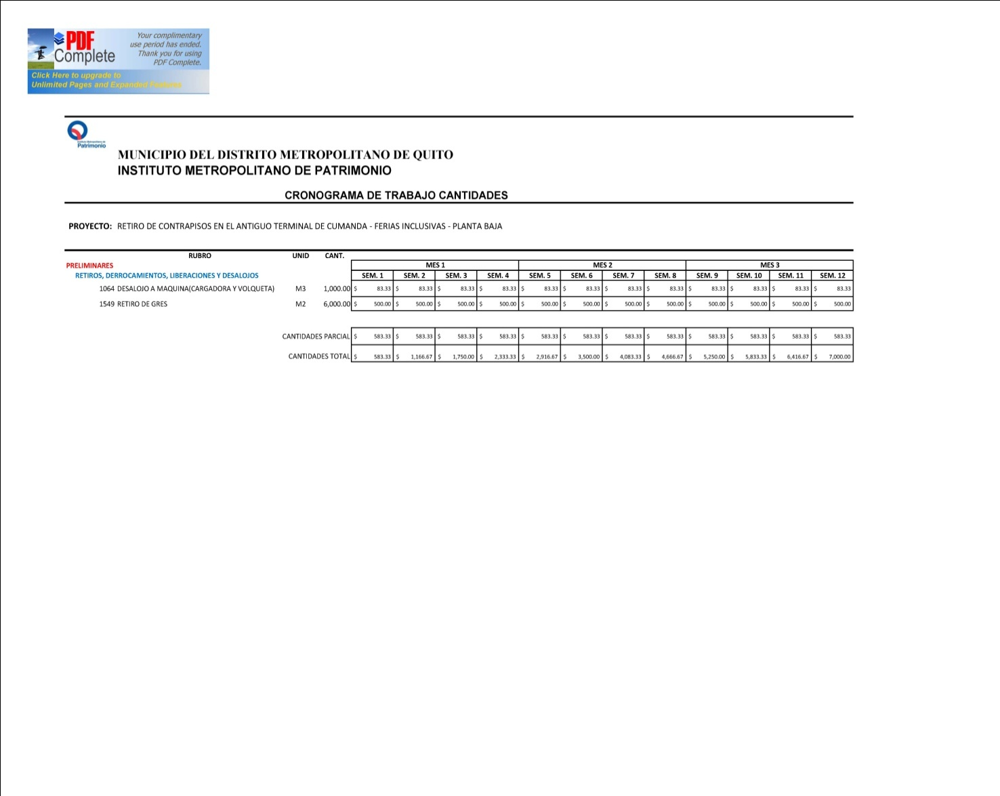 PDF Complete
Your complimentary
use period has ended.
Thank you for using
PDF Complete.
Click Here to upgrade to
Unlimited Pages and Expanded Features
Instituto Metropolitano de
Patrimonio
MUNICIPIO DEL DISTRITO METROPOLITANO DE QUITO
INSTITUTO METROPOLITANO DE PATRIMONIO
CRONOGRAMA DE TRABAJO CANTIDADES
PROYECTO: RETIRO DE CONTRAPISOS EN EL ANTIGUO TERMINAL DE CUMANDA - FERIAS INCLUSIVAS - PLANTA BAJA
RUBRO UNID CANT.
PRELIMINARES MES 1 MES 2 MES 3
RETIROS, DERROCAMIENTOS, LIBERACIONES Y DESALOJOS SEM. 1 SEM. 2 SEM. 3 SEM. 4 SEM. 5 SEM. 6 SEM. 7 SEM. 8 SEM. 9 SEM. 10 SEM. 11 SEM. 12
1064 DESALOJO A MAQUINA(CARGADORA Y VOLQUETA) M3 1,000.00 $ 83.33 $ 83.33 $ 83.33 $ 83.33 $ 83.33 $ 83.33 $ 83.33 $ 83.33 $ 83.33 $ 83.33 $ 83.33 $ 83.33
1549 RETIRO DE GRES M2 6,000.00 $ 500.00 $ 500.00 $ 500.00 $ 500.00 $ 500.00 $ 500.00 $ 500.00 $ 500.00 $ 500.00 $ 500.00 $ 500.00 $ 500.00
CANTIDADES PARCIAL $ 583.33 $ 583.33 $ 583.33 $ 583.33 $ 583.33 $ 583.33 $ 583.33 $ 583.33 $ 583.33 $ 583.33 $ 583.33 $ 583.33
CANTIDADES TOTAL $ 583.33 $ 1,166.67 $ 1,750.00 $ 2,333.33 $ 2,916.67 $ 3,500.00 $ 4,083.33 $ 4,666.67 $ 5,250.00 $ 5,833.33 $ 6,416.67 $ 7,000.00